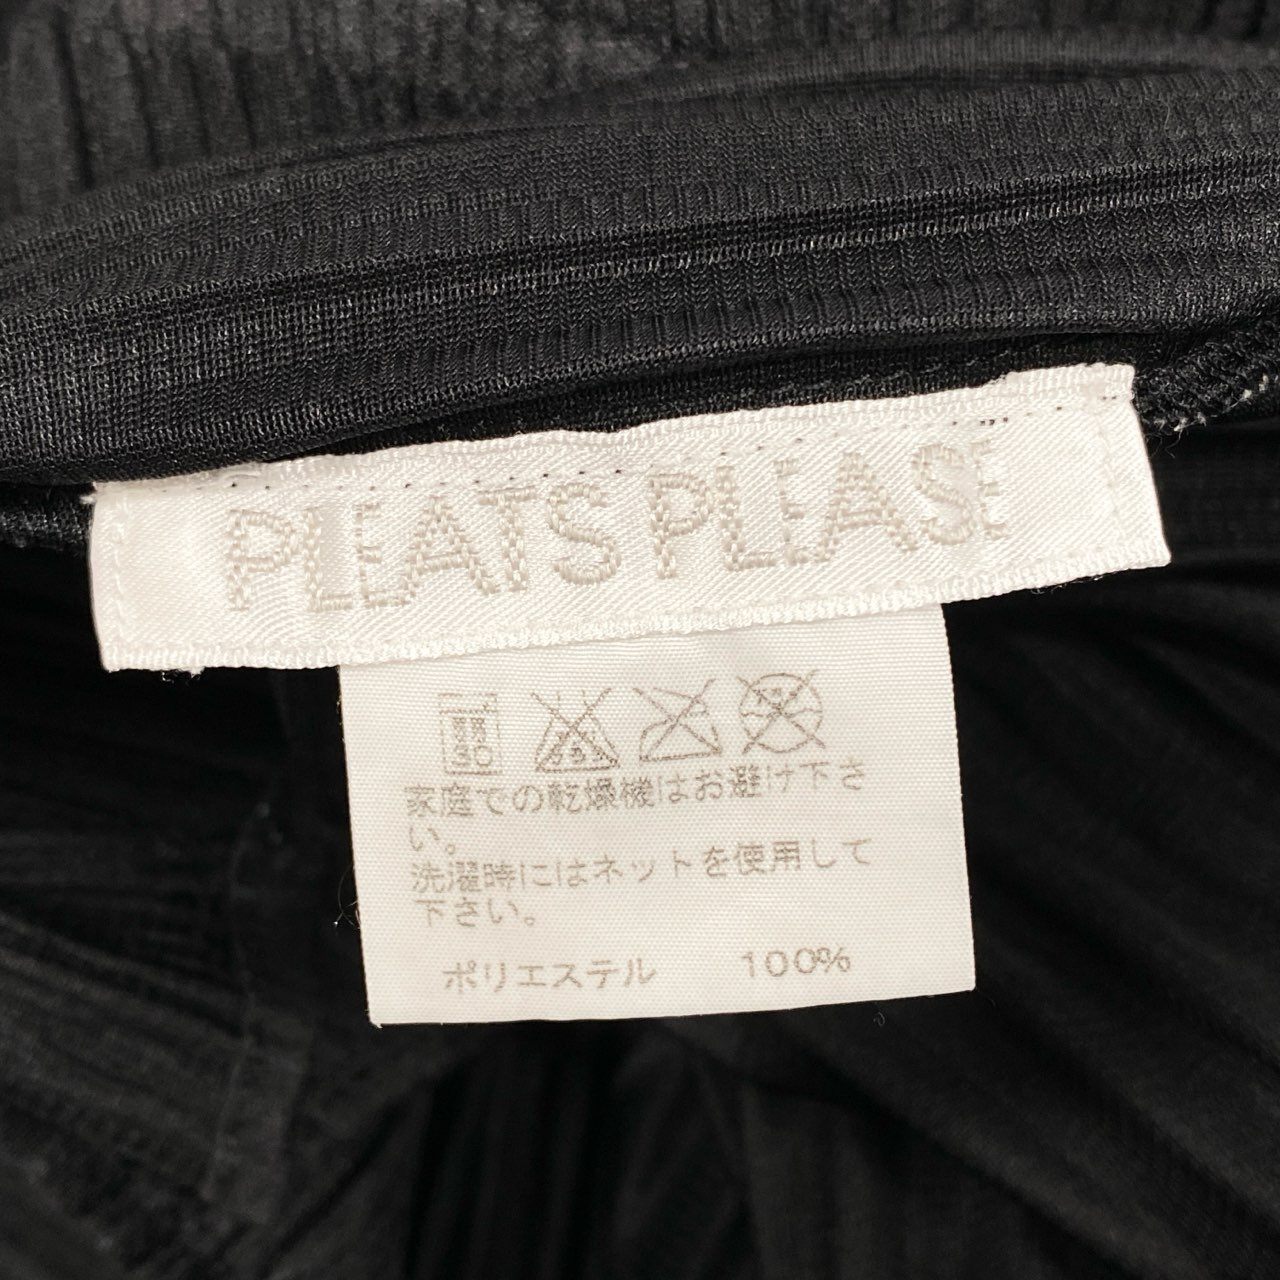 PLEATS PLEASE
家庭での乾燥機はお避け下さ
い。
洗濯時にはネットを使用して
下さい。
ポリエステル 100%